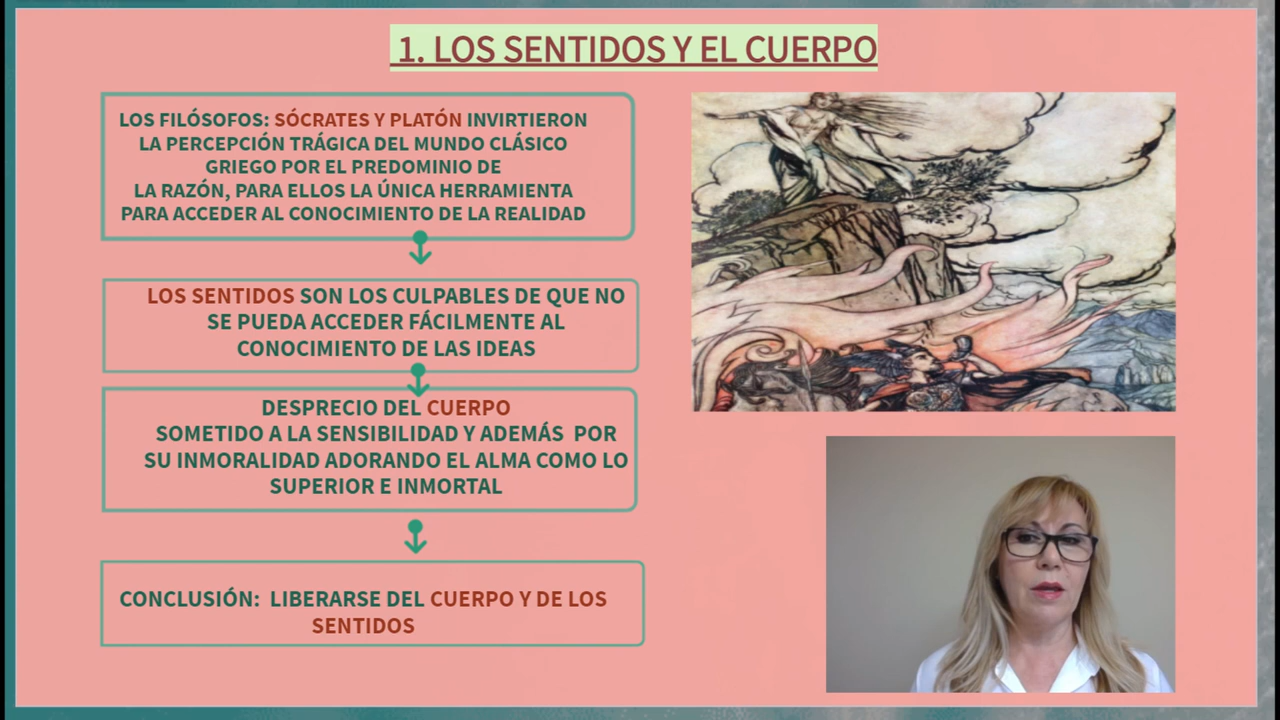 1. LOS SENTIDOS Y EL CUERPO
LOS FILÓSOFOS: SÓCRATES Y PLATÓN INVIRTIERON
LA PERCEPCIÓN TRÁGICA DEL MUNDO CLÁSICO
GRIEGO POR EL PREDOMINIO DE
LA RAZÓN, PARA ELLOS LA ÚNICA HERRAMIENTA
PARA ACCEDER AL CONOCIMIENTO DE LA REALIDAD
LOS SENTIDOS SON LOS CULPABLES DE QUE NO
SE PUEDA ACCEDER FÁCILMENTE AL
CONOCIMIENTO DE LAS IDEAS
DESPRECIO DEL CUERPO
SOMETIDO A LA SENSIBILIDAD Y ADEMÁS POR
SU INMORALIDAD ADORANDO EL ALMA COMO LO
SUPERIOR E INMORTAL
CONCLUSIÓN: LIBERARSE DEL CUERPO Y DE LOS
SENTIDOS